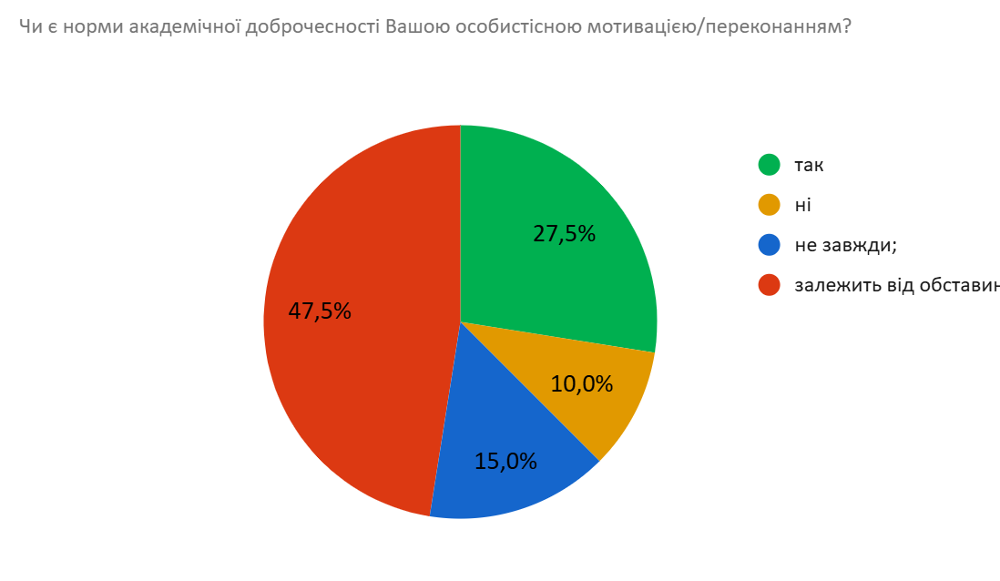 Чи є норми академічної доброчесності Вашою особистісною мотивацією/переконанням?
так
ні
не завжди;
залежить від обставин
27,5%
47,5%
10,0%
15,0%